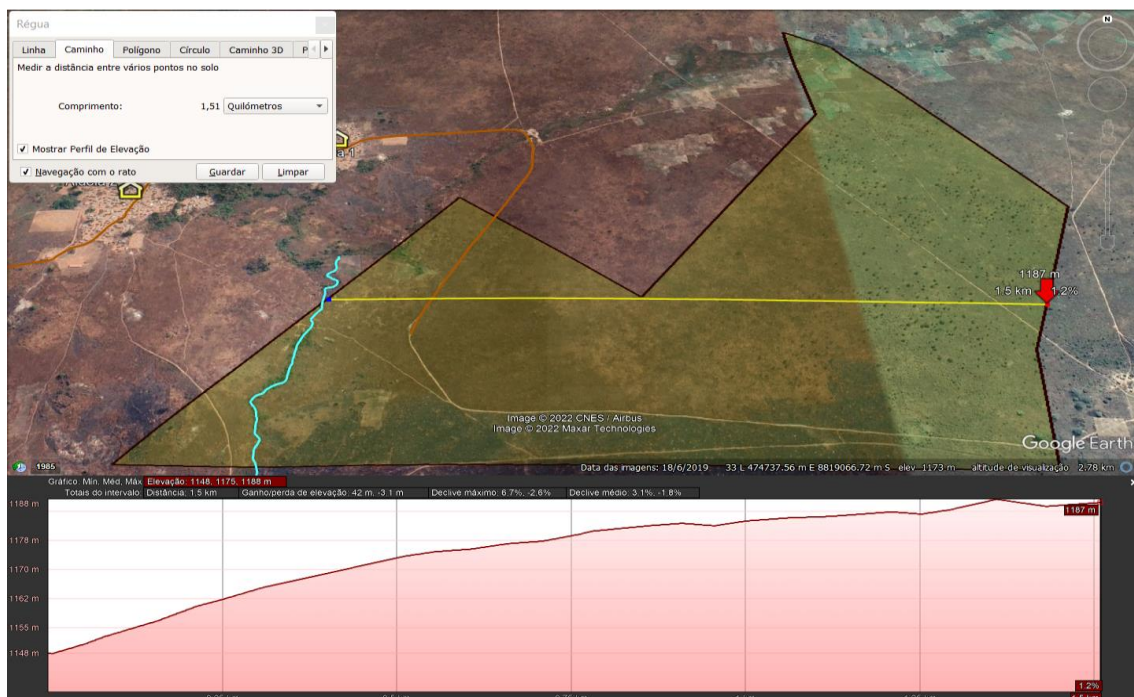 Régua
Linha Caminho Polígono Círculo Caminho 3D P
Medir a distância entre vários pontos no solo
Comprimento: 1,51 Quilómetros
Mostrar Perfil de Elevação
Navegação com o rato Guardar Limpar
a 1
N
1187 m
1.5 km 1.2%
Image © 2022 CNES / Airbus
Image © 2022 Maxar Technologies
Google Earth
1985
Data das imagens: 18/6/2019 33 L 474737.56 m E 8819066.72 m S elev 1173 m altitude de visualização 2.78 km
Gráfico: Mín, Méd, Máx Elevação: 1148, 1175, 1188 m
Totais do intervalo: Distância: 1.5 km Ganho/perda de elevação: 42 m, -3.1 m Declive máximo: 6.7%, -2.6% Declive médio: 3.1%, -1.8%
1188 m
1187 m
1178 m
1170 m
1162 m
1155 m
1148 m
1.2%